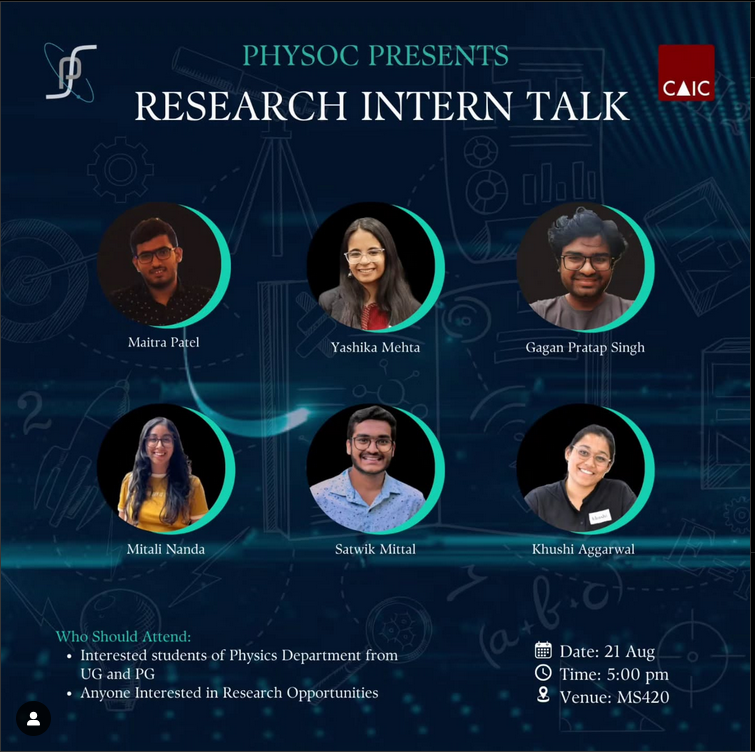 PHYSOC PRESENTS
CAIC
RESEARCH INTERN TALK
Maitra Patel
Yashika Mehta
Gagan Pratap Singh
Mitali Nanda
Satwik Mittal
Khushi Aggarwal
Who Should Attend:
• Interested students of Physics Department from
UG and PG
• Anyone Interested in Research Opportunities
Date: 21 Aug
Time: 5:00 pm
Venue: MS420